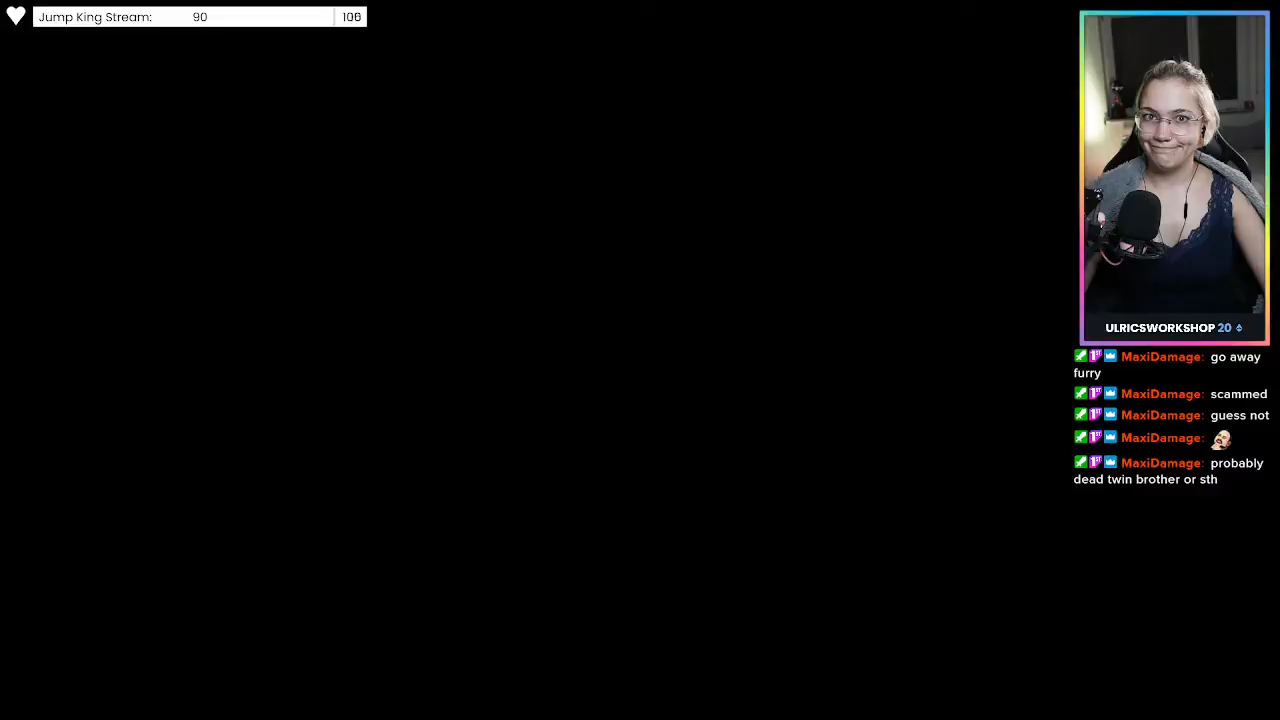 Jump King Stream: 90 106
ULRICSWORKSHOP 20
MaxiDamage: go away
furry
MaxiDamage: scammed
MaxiDamage: guess not
MaxiDamage:
MaxiDamage: probably
dead twin brother or sth